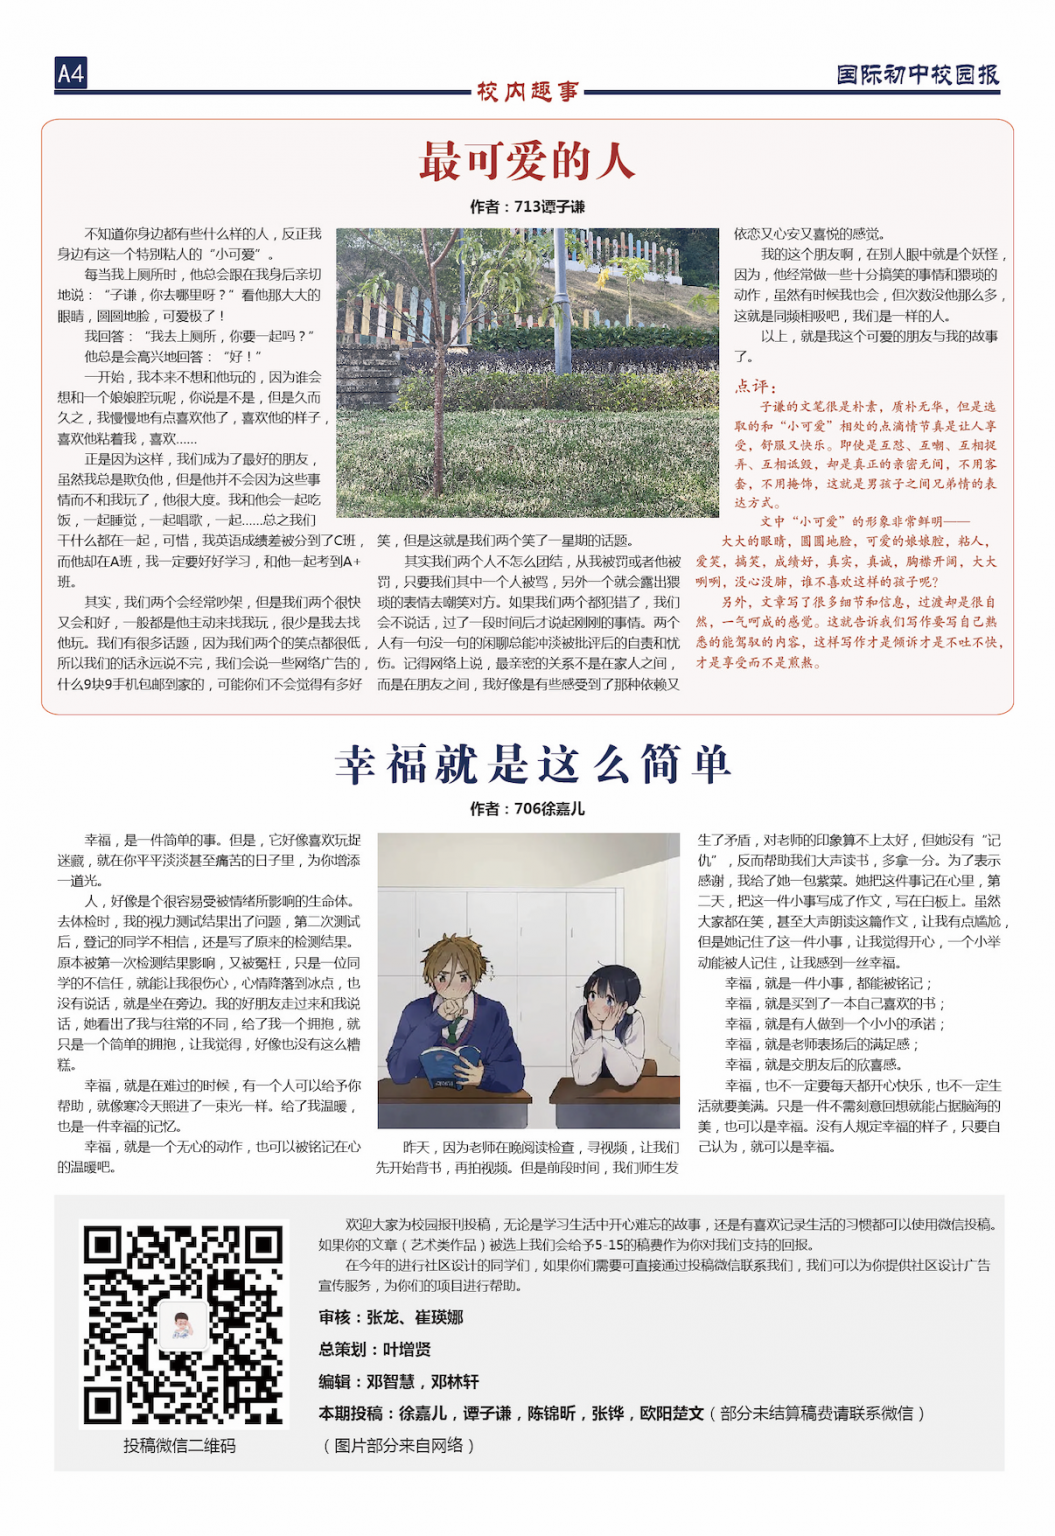 A4
校内趣事
国际初中校园报
最可爱的人
作者：713谭子谦
不知道你身边都有些什么样的人，反正我
身边有这一个特别粘人的“小可爱”。
每当我上厕所时，他总会跟在我身后亲切
地说：“子谦，你去哪里呀？”看他那大大的
眼睛，圆圆地脸，可爱极了！
我回答：“我去上厕所，你要一起吗？”
他总是会高兴地回答：“好！”
一开始，我本来不想和他玩的，因为谁会
想和一个娘娘腔玩呢，你说是不是，但是久而
久之，我慢慢地有点喜欢他了，喜欢他的样子，
喜欢他粘着我，喜欢……
正是因为这样，我们成为了最好的朋友，
虽然我总是欺负他，但是他并不会因为这些事
情而不和我玩了，他很大度。我和他会一起吃
饭，一起睡觉，一起唱歌，一起……总之我们
干什么都在一起，可惜，我英语成绩差被分到了C班，
而他却在A班，我一定要好好学习，和他一起考到A+
班。
其实，我们两个会经常吵架，但是我们两个很快
又会和好，一般都是他主动来找我玩，很少是我去找
他玩。我们有很多话题，因为我们两个的笑点都很低，
所以我们的话永远说不完，我们会说一些网络广告的，
什么9块9手机包邮到家的，可能你们不会觉得有多好
笑，但是这就是我们两个笑了一星期的话题。
其实我们两个人不怎么团结，从我被罚或者他被
罚，只要我们其中一个人被骂，另外一个就会露出猥
琐的表情去嘲笑对方。如果我们两个都犯错了，我们
会不说话，过了一段时间后才说起刚刚的事情。两个
人有一句没一句的闲聊总能冲淡被批评后的自责和忧
伤。记得网络上说，最亲密的关系不是在家人之间，
而是在朋友之间，我好像是有些感受到了那种依赖又
依恋又心安又喜悦的感觉。
我的这个朋友啊，在别人眼中就是个妖怪，
因为，他经常做一些十分搞笑的事情和猥琐的
动作，虽然有时候我也会，但次数没他那么多，
这就是同频相吸吧，我们是一样的人。
以上，就是我这个可爱的朋友与我的故事
了。
点评：
子谦的文笔很是朴素，质朴无华，但是选
取的和“小可爱”相处的点滴情节真是让人享
受，舒服又快乐。即使是互怼、互嘲、互相捉
弄、互相诋毁，却是真正的亲密无间，不用客
套，不用掩饰，这就是男孩子之间兄弟情的表
达方式。
文中“小可爱”的形象非常鲜明——
大大的眼睛，圆圆地脸，可爱的娘娘腔，粘人，
爱笑，搞笑，成绩好，真实，真诚，胸襟开阔，大大
咧咧，没心没肺，谁不喜欢这样的孩子呢？
另外，文章写了很多细节和信息，过渡却是很自
然，一气呵成的感觉。这就告诉我们写作要写自己熟
悉的能驾驭的内容，这样写作才是倾诉才是不吐不快，
才是享受而不是煎熬。
幸福就是这么简单
作者：706徐嘉儿
幸福，是一件简单的事。但是，它好像喜欢玩捉
迷藏，就在你平平淡淡甚至痛苦的日子里，为你增添
一道光。
人，好像是个很容易受被情绪所影响的生命体。
去体检时，我的视力测试结果出了问题，第二次测试
后，登记的同学不相信，还是写了原来的检测结果。
原本被第一次检测结果影响，又被冤枉，只是一位同
学的不信任，就能让我很伤心，心情降落到冰点，也
没有说话，就是坐在旁边。我的好朋友走过来和我说
话，她看出了我与往常的不同，给了我一个拥抱，就
只是一个简单的拥抱，让我觉得，好像也没有这么糟
糕。
幸福，就是在难过的时候，有一个人可以给予你
帮助，就像寒冷天照进了一束光一样。给了我温暖，
也是一件幸福的记忆。
幸福，就是一个无心的动作，也可以被铭记在心
的温暖吧。
昨天，因为老师在晚阅读检查，寻视频，让我们
先开始背书，再拍视频。但是前段时间，我们师生发
生了矛盾，对老师的印象算不上太好，但她没有“记
仇”，反而帮助我们大声读书，多拿一分。为了表示
感谢，我给了她一包紫菜。她把这件事记在心里，第
二天，把这一件小事写成了作文，写在白板上。虽然
大家都在笑，甚至大声朗读这篇作文，让我有点尴尬，
但是她记住了这一件小事，让我觉得开心，一个小举
动能被人记住，让我感到一丝幸福。
幸福，就是一件小事，都能被铭记；
幸福，就是买到了一本自己喜欢的书；
幸福，就是有人做到一个小小的承诺；
幸福，就是老师表扬后的满足感；
幸福，就是交朋友后的欣喜感。
幸福，也不一定要每天都开心快乐，也不一定生
活就要美满。只是一件不需刻意回想就能占据脑海的
美，也可以是幸福。没有人规定幸福的样子，只要自
己认为，就可以是幸福。
欢迎大家为校园报刊投稿，无论是学习生活中开心难忘的故事，还是有喜欢记录生活的习惯都可以使用微信投稿。
如果你的文章（艺术类作品）被选上我们会给予5-15的稿费作为你对我们支持的回报。
在今年的进行社区设计的同学们，如果你们需要可直接通过投稿微信联系我们，我们可以为你提供社区设计广告
宣传服务，为你们的项目进行帮助。
审核：张龙、崔瑛娜
总策划：叶增贤
编辑：邓智慧，邓林轩
本期投稿：徐嘉儿，谭子谦，陈锦昕，张铧，欧阳楚文（部分未结算稿费请联系微信）
（图片部分来自网络）
投稿微信二维码